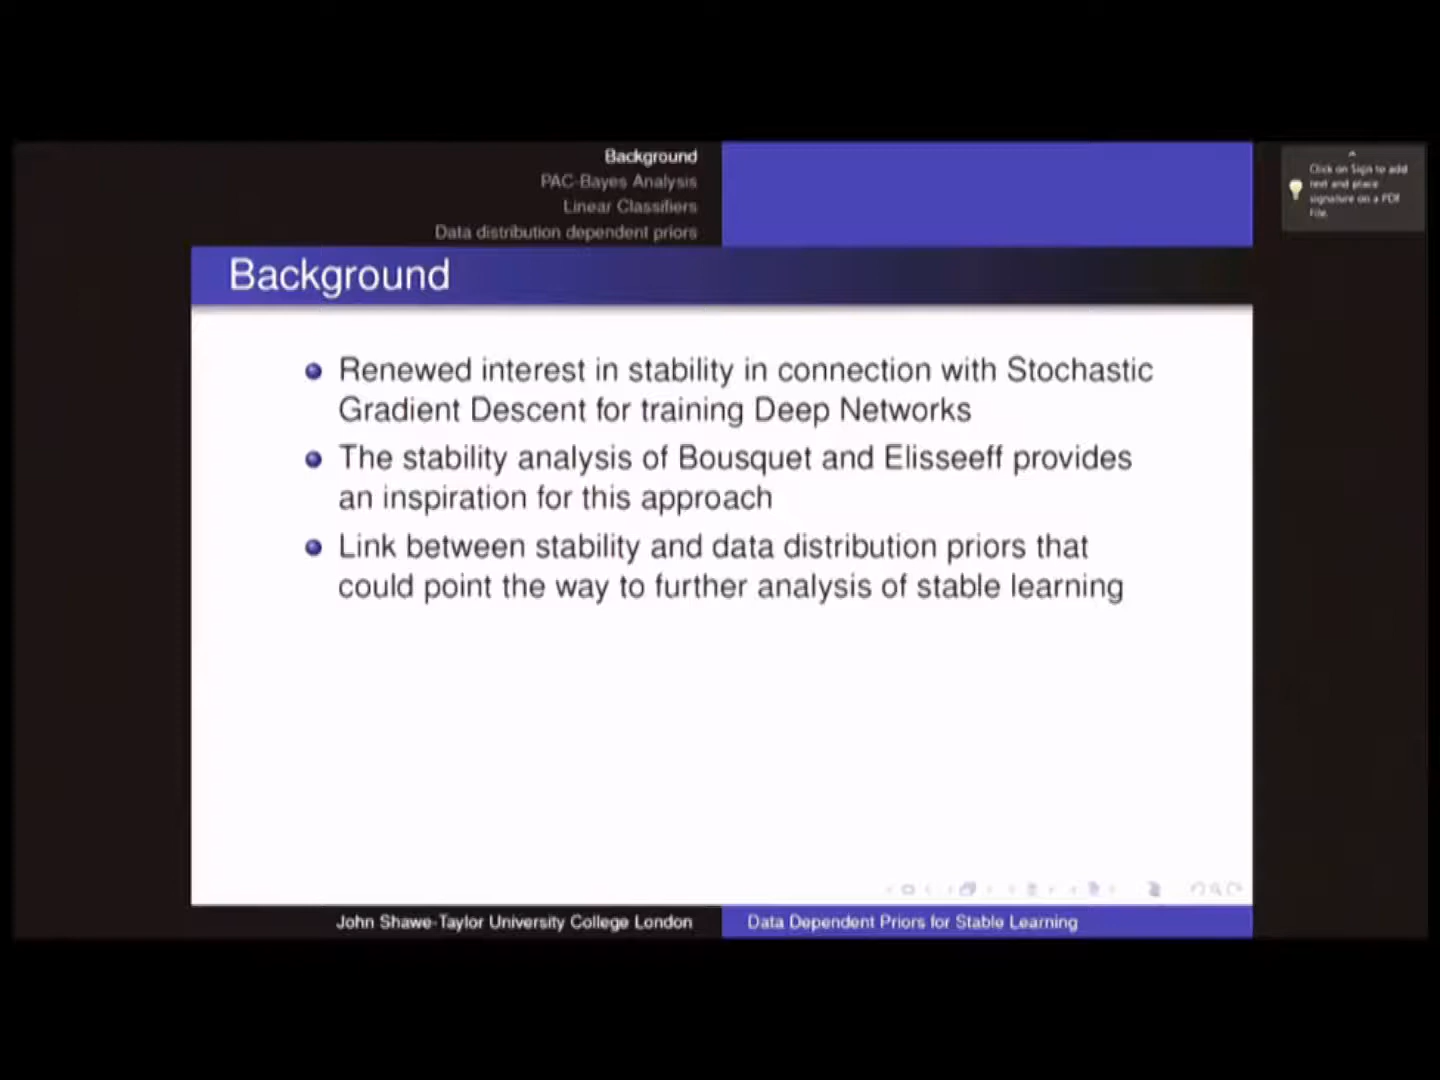 Background
PAC-Bayes Analysis
Linear Classifiers
Data distribution dependent priors
Click on Sign to add
text and place
signature on a PDF
File.
Background
Renewed interest in stability in connection with Stochastic
Gradient Descent for training Deep Networks
The stability analysis of Bousquet and Elisseeff provides
an inspiration for this approach
Link between stability and data distribution priors that
could point the way to further analysis of stable learning
John Shawe-Taylor University College London
Data Dependent Priors for Stable Learning